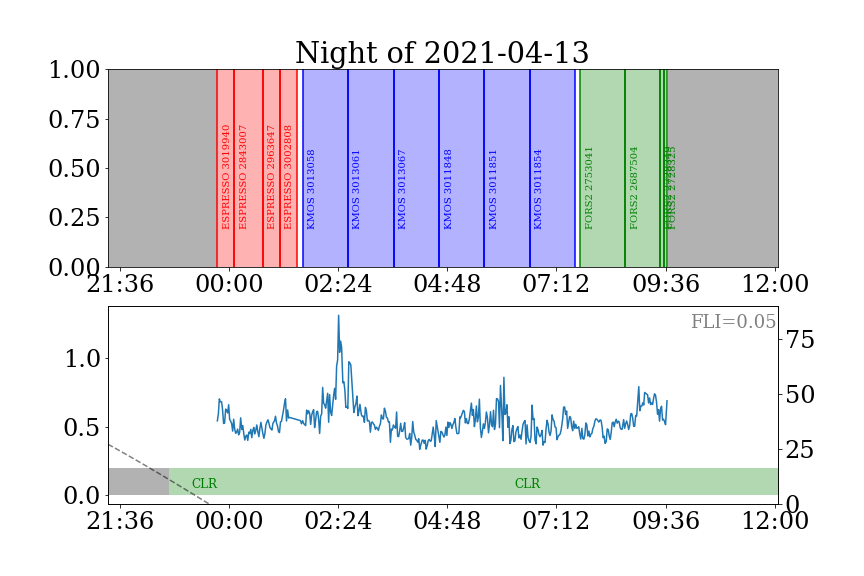 Night of 2021-04-13
1.00
0.75
0.50
0.25
0.00
ESPRESSO 3019940
ESPRESSO 2843007
ESPRESSO 2963647
ESPRESSO 3002808
KMOS 3013058
KMOS 3013061
KMOS 3013067
KMOS 3011848
KMOS 3011851
KMOS 3011854
FORS2 2753041
FORS2 2687504
FORS2 2728325
21:36 00:00 02:24 04:48 07:12 09:36 12:00
FLI=0.05
1.0
0.5
0.0
75
50
25
0
CLR CLR
21:36 00:00 02:24 04:48 07:12 09:36 12:00